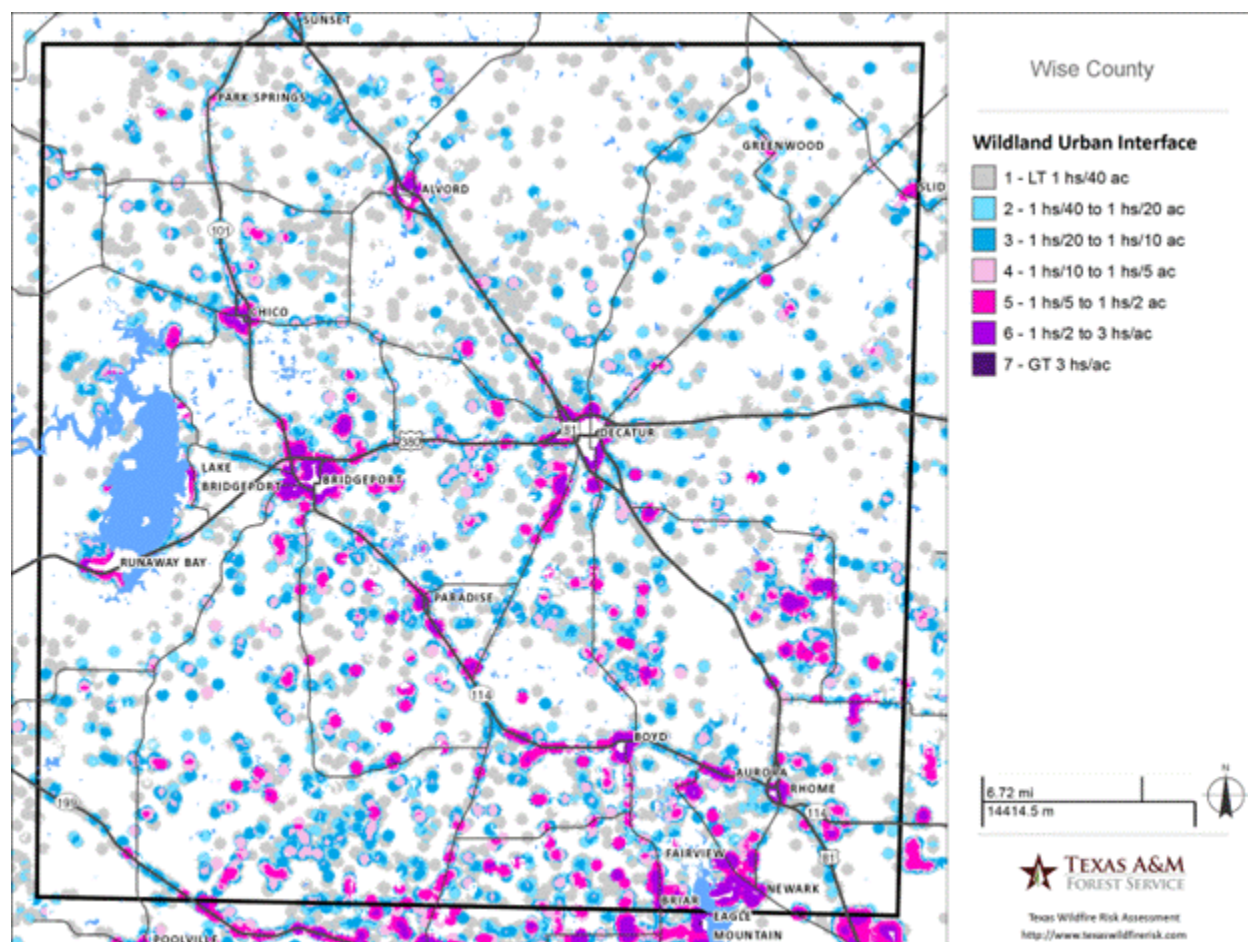 SUNSET
PARK SPRINGS
GREENWOOD
ALVORD
SLID
101
CHICO
81
DECATUR
380
LAKE
BRIDGEPORT
BRIDGEPORT
RUNAWAY BAY
PARADISE
114
BOYD
AURORA
RHOME
199
114
81
FAIRVIEW
NEWARK
BRIAR
EAGLE
MOUNTAIN
POOLVILLE
Wise County
Wildland Urban Interface
1 - LT 1 hs/40 ac
2 - 1 hs/40 to 1 hs/20 ac
3 - 1 hs/20 to 1 hs/10 ac
4 - 1 hs/10 to 1 hs/5 ac
5 - 1 hs/5 to 1 hs/2 ac
6 - 1 hs/2 to 3 hs/ac
7 - GT 3 hs/ac
6.72 mi
14414.5 m
N
TEXAS A&M
FOREST SERVICE
Texas Wildfire Risk Assessment
http://www.texaswildfirerisk.com